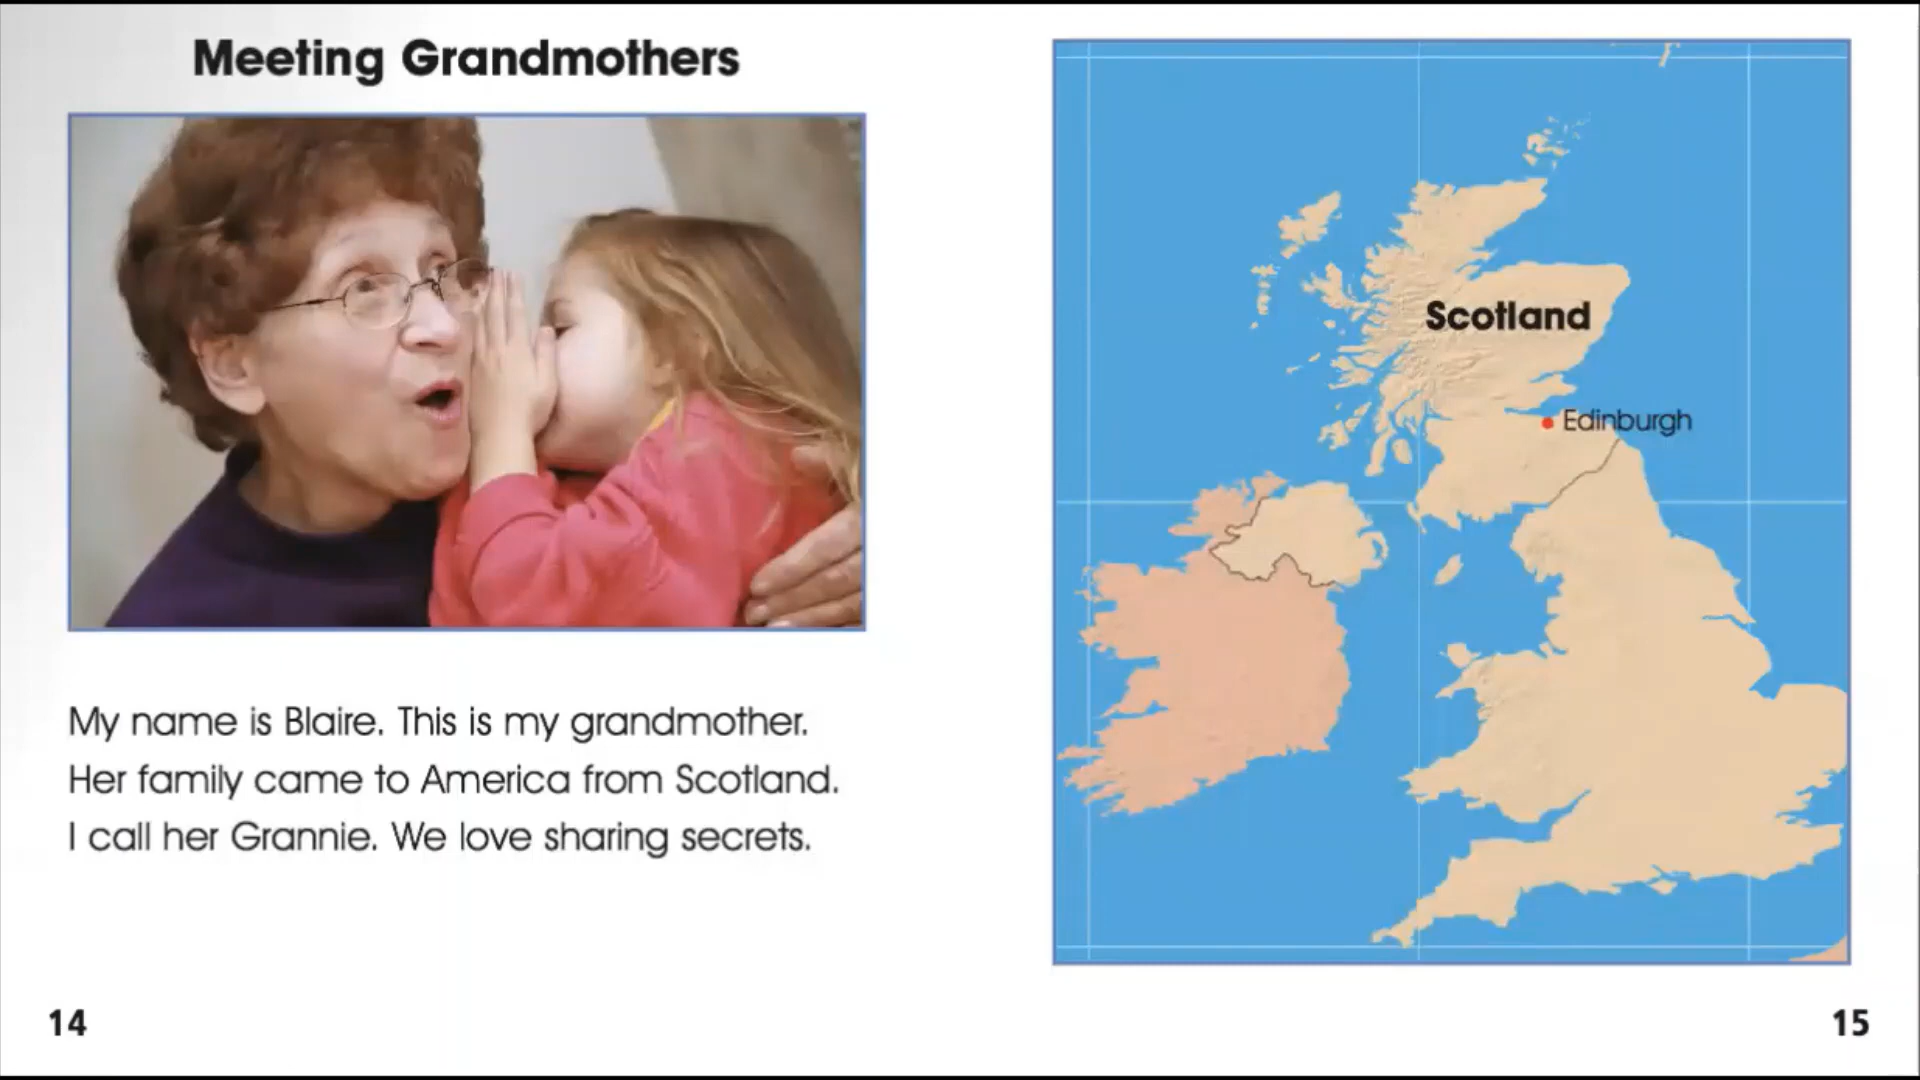 Meeting Grandmothers
My name is Blaire. This is my grandmother.
Her family came to America from Scotland.
I call her Grannie. We love sharing secrets.
14
Scotland
Edinburgh
15